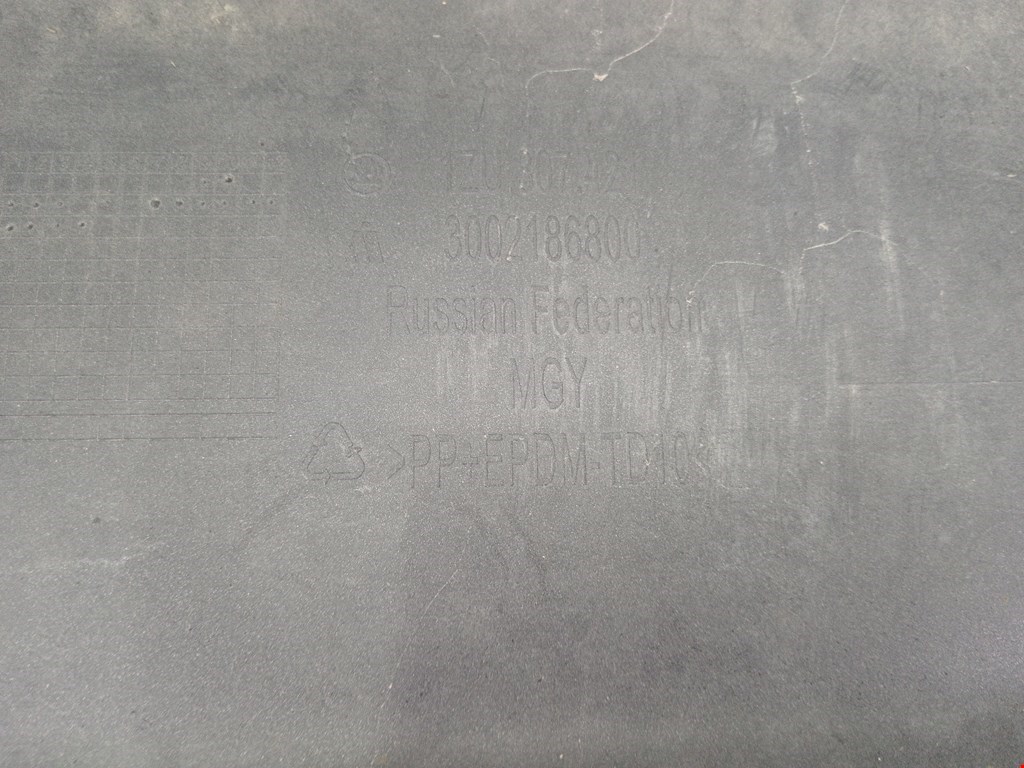 3002186800
Russian Federation
MGY
>PP+EPDM-TD10<